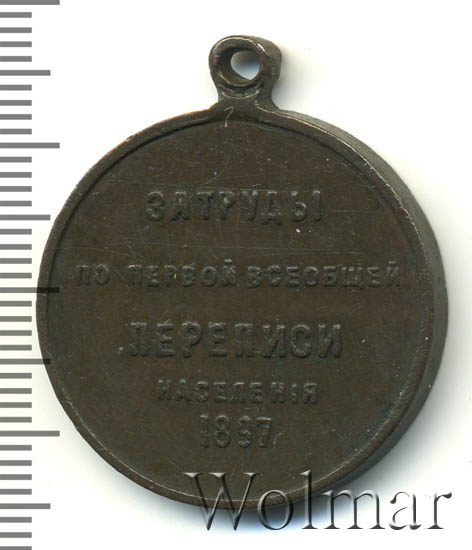 ЗА ТРУДЫ
ПО ПЕРВОЙ ВСЕОБЩЕЙ
ПЕРЕПИСИ
НАСЕЛЕНІЯ
1897
Wolmar